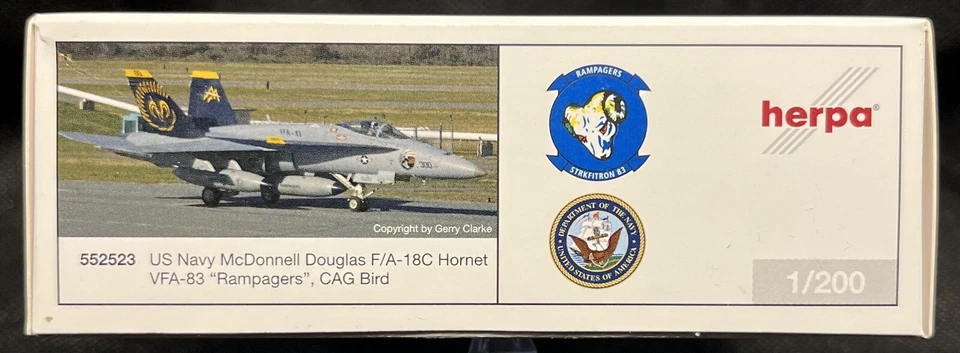 VFA-83
300
Copyright by Gerry Clarke
552523 US Navy McDonnell Douglas F/A-18C Hornet
VFA-83 “Rampagers”, CAG Bird
RAMPAGERS
STRKFITRON 83
DEPARTMENT OF THE NAVY
UNITED STATES OF AMERICA
herpa®
1/200